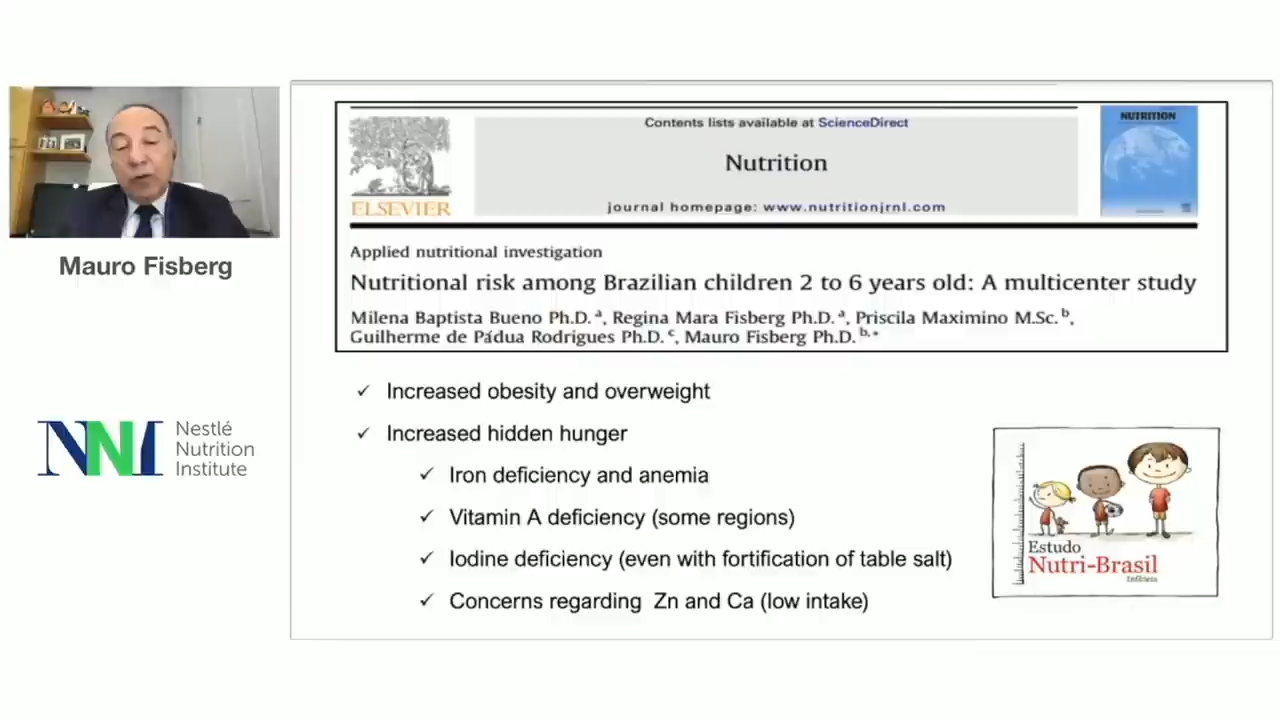 Mauro Fisberg
NNI
Nestlé
Nutrition
Institute
Contents lists available at ScienceDirect
Nutrition
journal homepage: www.nutritionjrnl.com
ELSEVIER
NUTRITION
Applied nutritional investigation
Nutritional risk among Brazilian children 2 to 6 years old: A multicenter study
Milena Baptista Bueno Ph.D. a, Regina Mara Fisberg Ph.D. a, Priscila Maximino M.Sc. b,
Guilherme de Pádua Rodrigues Ph.D. c, Mauro Fisberg Ph.D. b,*
✓ Increased obesity and overweight
✓ Increased hidden hunger
✓ Iron deficiency and anemia
✓ Vitamin A deficiency (some regions)
✓ Iodine deficiency (even with fortification of table salt)
✓ Concerns regarding Zn and Ca (low intake)
Estudo
Nutri-Brasil
Infância